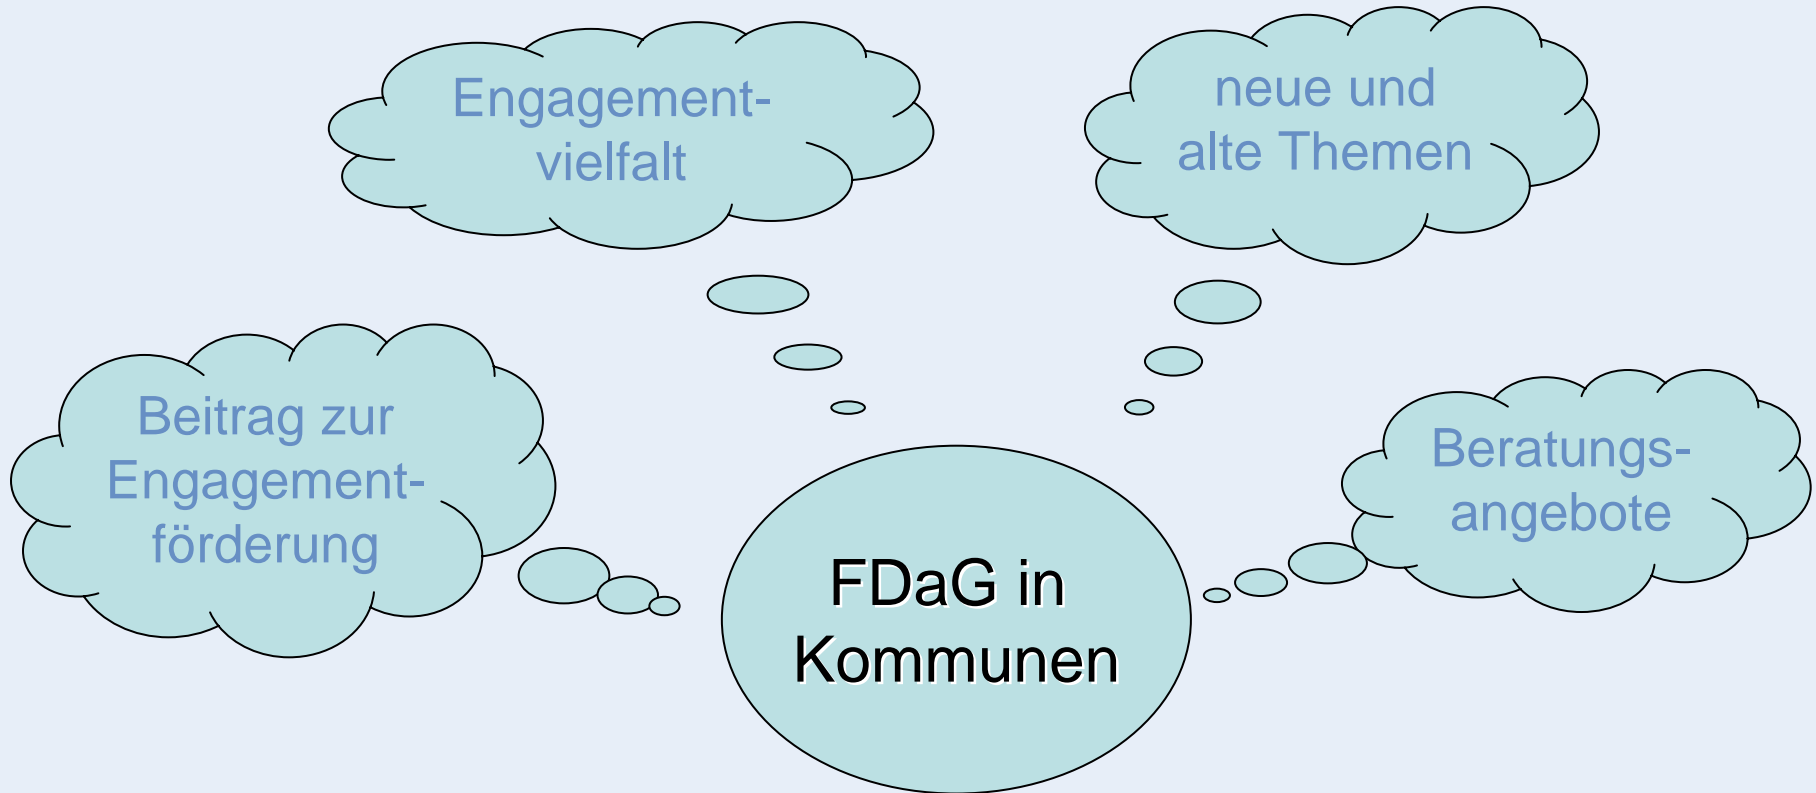 Engagement-
vielfalt
neue und
alte Themen
Beitrag zur
Engagement-
förderung
Beratungs-
angebote
FDaG in
Kommunen